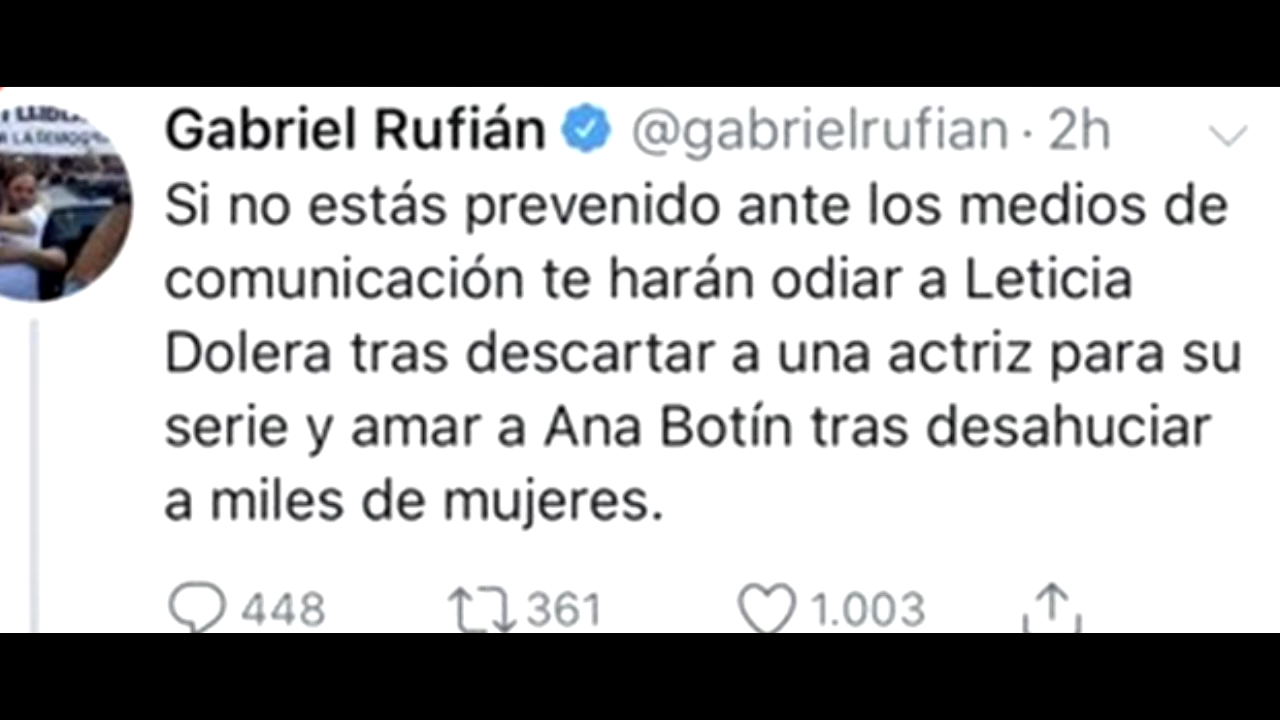 Gabriel Rufián @gabrielrufian · 2h
Si no estás prevenido ante los medios de
comunicación te harán odiar a Leticia
Dolera tras descartar a una actriz para su
serie y amar a Ana Botín tras desahuciar
a miles de mujeres.
448 361 1.003